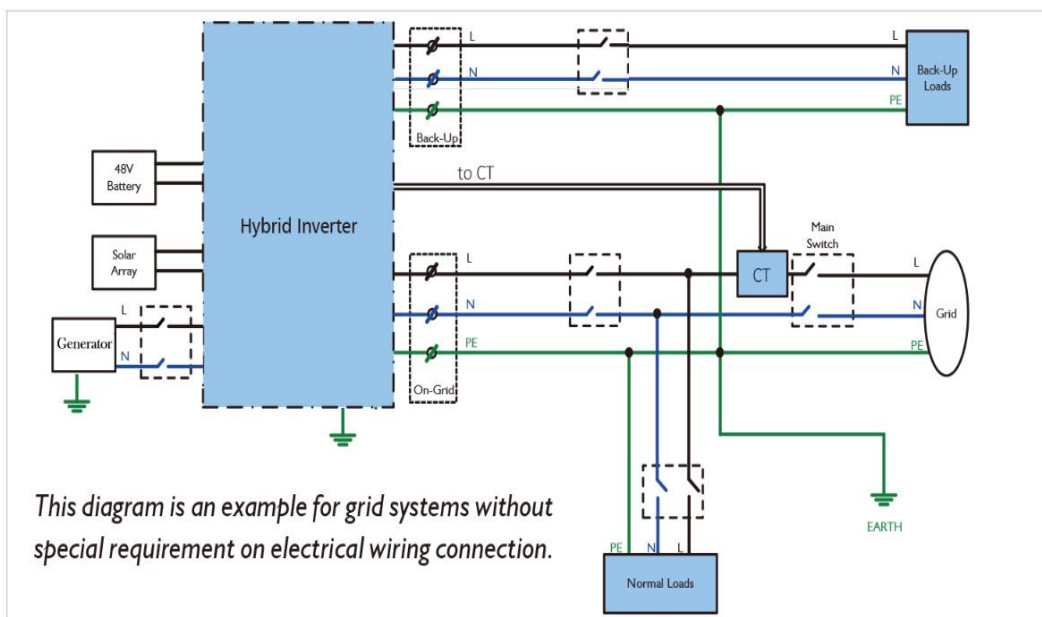 L
L
N
N
Back-Up
Loads
PE
Back-Up
to CT
48V
Battery
Hybrid Inverter
Main
Switch
Solar
Array
L
CT
L
L
N
N
Grid
Generator
N
PE
PE
On-Grid
This diagram is an example for grid systems without
special requirement on electrical wiring connection.
EARTH
PE
N
L
Normal Loads